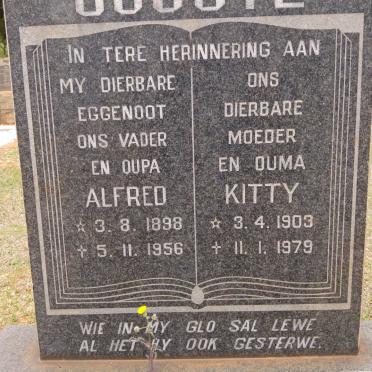 IN TERE HERINNERING AAN
MY DIERBARE
EGGENOOT
ONS VADER
EN OUPA
ALFRED
☆ 3. 8. 1898
✝ 5. 11. 1956
ONS
DIERBARE
MOEDER
EN OUMA
KITTY
☆ 3. 4. 1903
✝ 11. 1. 1979
WIE IN MY GLO SAL LEWE
AL HET HY OOK GESTERWE.